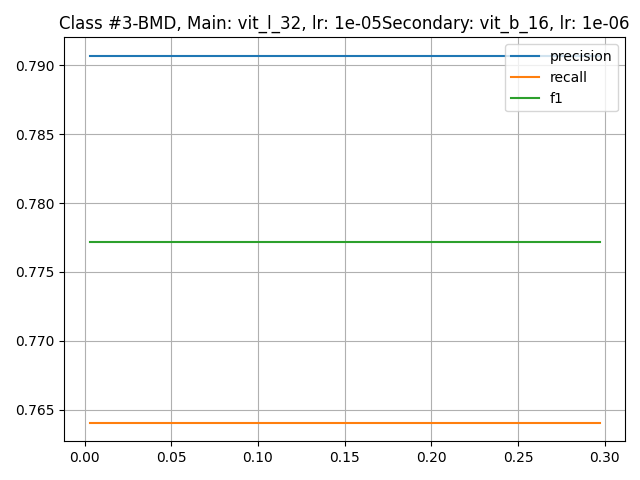 Class #3-BMD, Main: vit_l_32, lr: 1e-05Secondary: vit_b_16, lr: 1e-06
precision
recall
f1
0.790
0.785
0.780
0.775
0.770
0.765
0.00 0.05 0.10 0.15 0.20 0.25 0.30